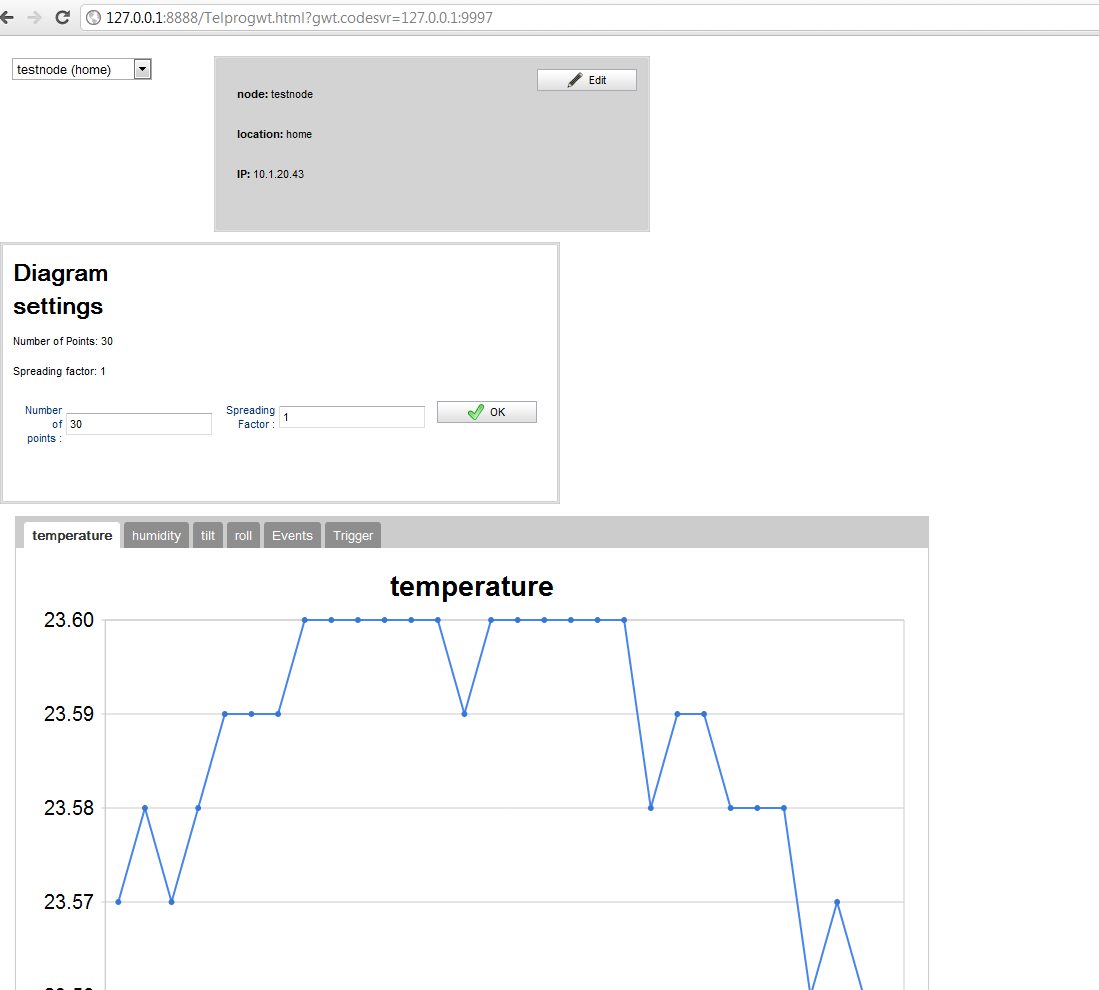 127.0.0.1:8888/Telprogwt.html?gwt.codesvr=127.0.0.1:9997
testnode (home)
Edit
node: testnode
location: home
IP: 10.1.20.43
Diagram
settings
Number of Points: 30
Spreading factor: 1
Number
of
points :
30
Spreading
Factor :
1
OK
temperature humidity tilt roll Events Trigger
temperature
23.60
23.59
23.58
23.57